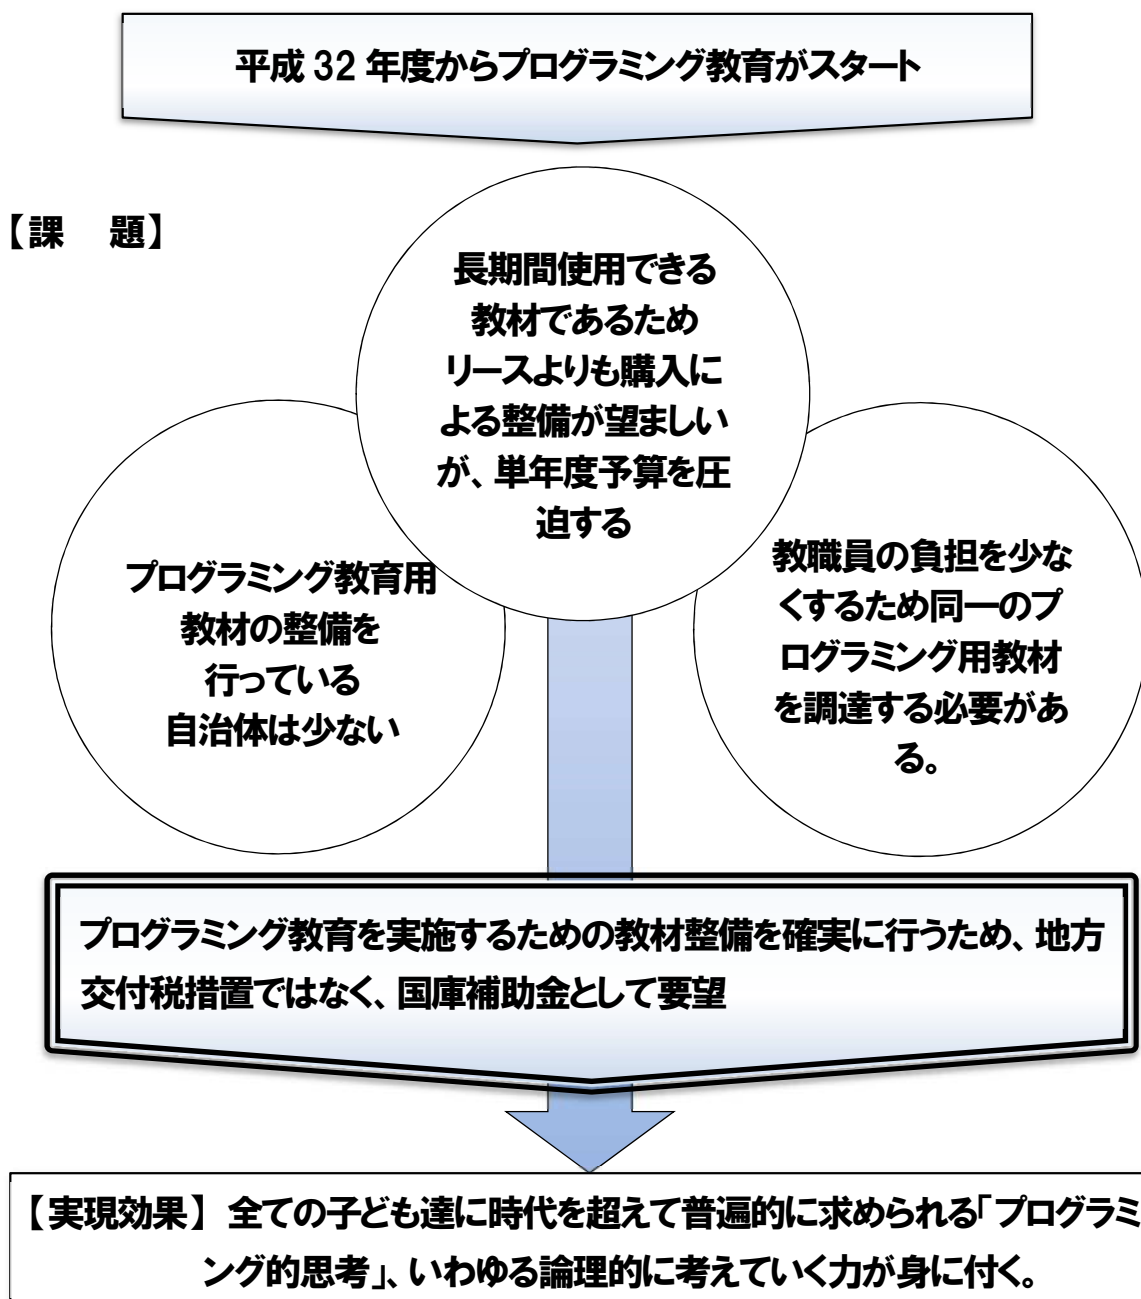 平成 32 年度からプログラミング教育がスタート
【課　題】
長期間使用できる
教材であるため
リースよりも購入に
よる整備が望ましい
が、単年度予算を圧
迫する
プログラミング教育用
教材の整備を
行っている
自治体は少ない
教職員の負担を少な
くするため同一のプ
ログラミング用教材
を調達する必要があ
る。
プログラミング教育を実施するための教材整備を確実に行うため、地方
交付税措置ではなく、国庫補助金として要望
【実現効果】 全ての子ども達に時代を超えて普遍的に求められる「プログラミ
ング的思考」、いわゆる論理的に考えていく力が身に付く。